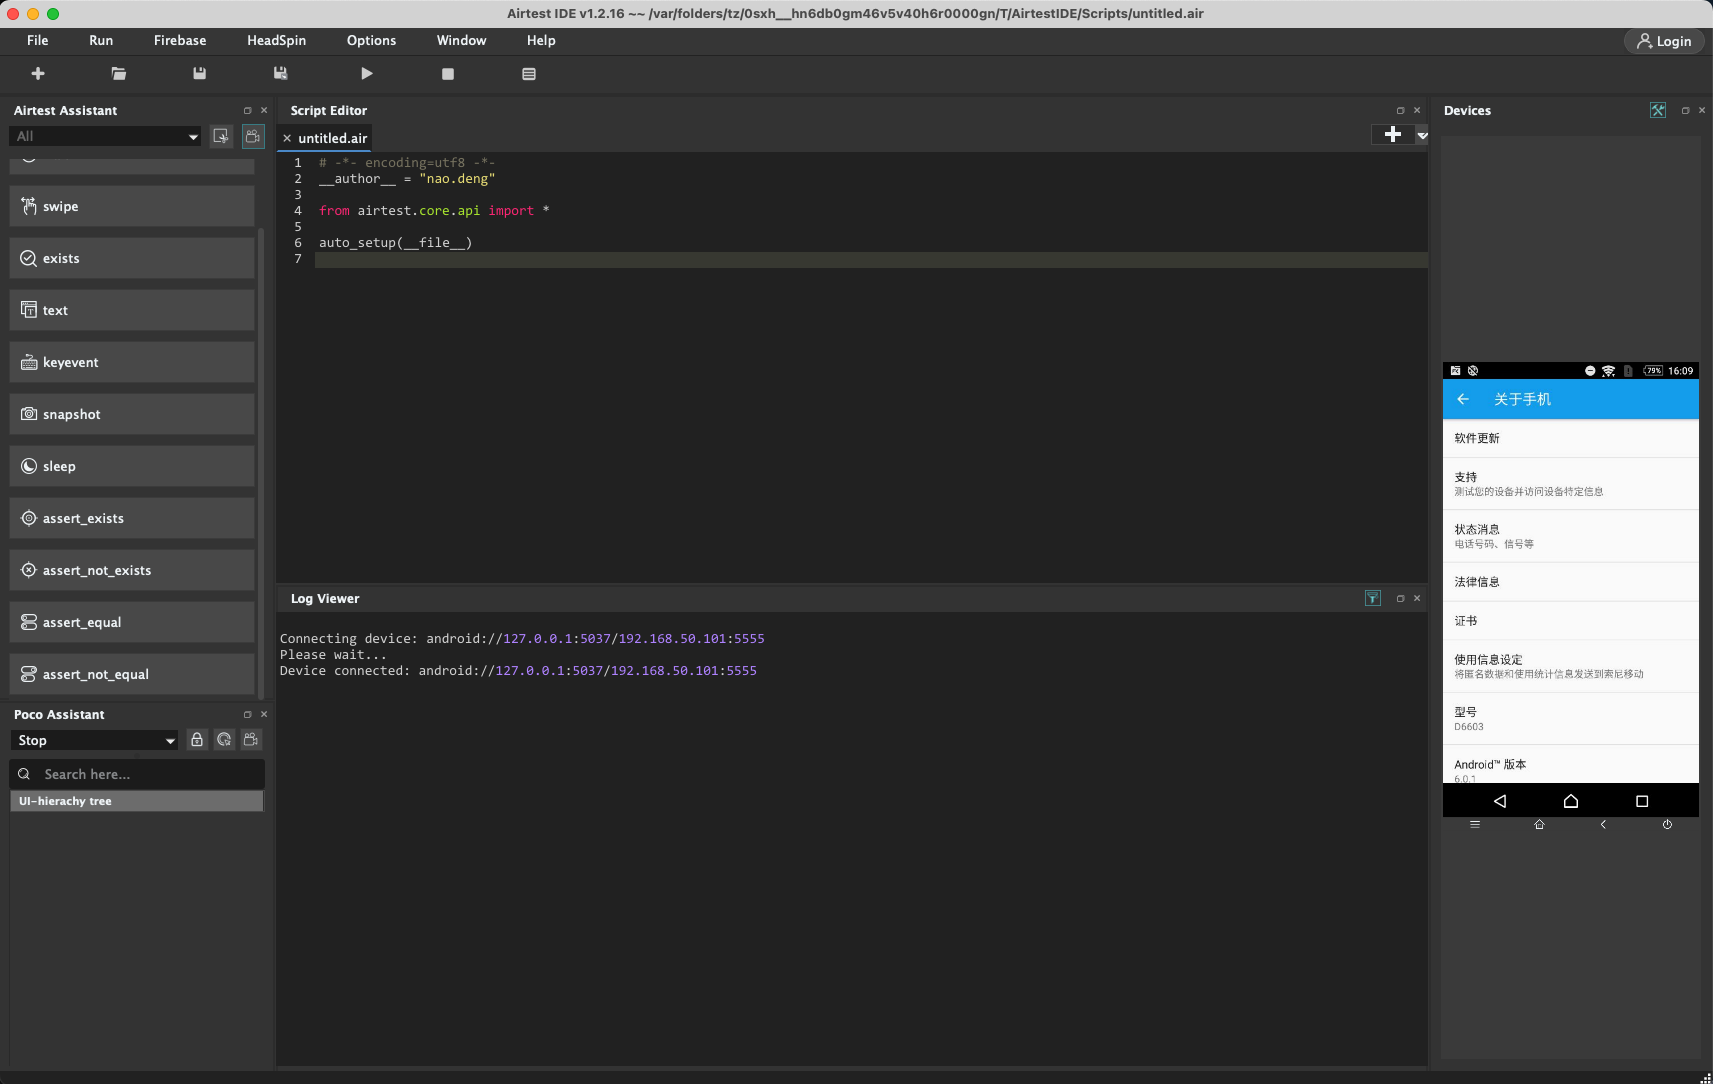 Airtest IDE v1.2.16 ~~ /var/folders/tz/0sxh__hn6db0gm46v5v40h6r0000gn/T/AirtestIDE/Scripts/untitled.air
File Run Firebase HeadSpin Options Window Help Login
Airtest Assistant
All
swipe
exists
text
keyevent
snapshot
sleep
assert_exists
assert_not_exists
assert_equal
assert_not_equal
Poco Assistant
Stop
Search here...
UI-hierachy tree
Script Editor
untitled.air
1 # -*- encoding=utf8 -*-
2 __author__ = "nao.deng"
3
4 from airtest.core.api import *
5
6 auto_setup(__file__)
7
Log Viewer
Connecting device: android://127.0.0.1:5037/192.168.50.101:5555
Please wait...
Device connected: android://127.0.0.1:5037/192.168.50.101:5555
Devices
79% 16:09
关于手机
软件更新
支持
测试您的设备并访问设备特定信息
状态消息
电话号码、信号等
法律信息
证书
使用信息设定
将匿名数据和使用统计信息发送到索尼移动
型号
D6603
Android™ 版本
6.0.1